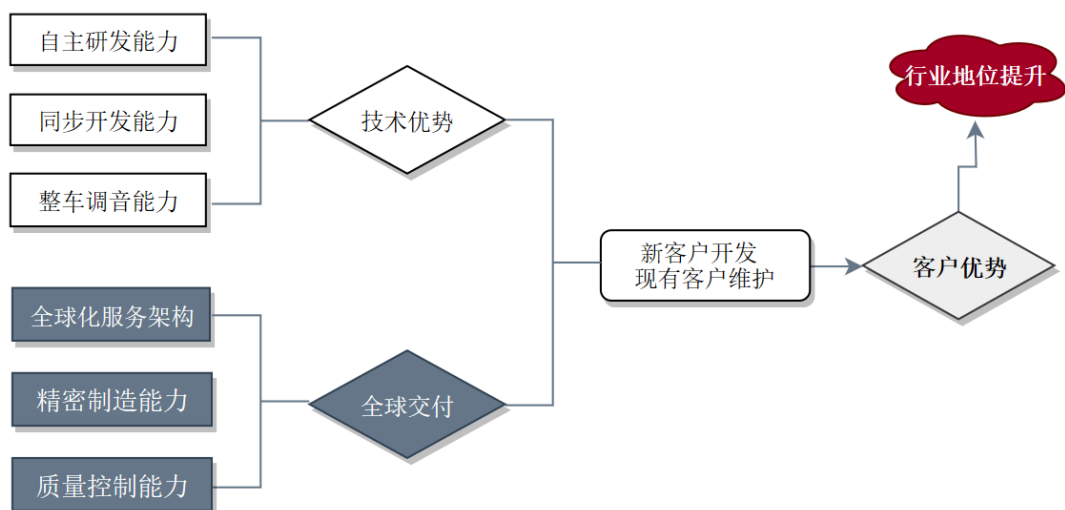 自主研发能力
同步开发能力
整车调音能力
技术优势
全球化服务架构
精密制造能力
质量控制能力
全球交付
新客户开发
现有客户维护
客户优势
行业地位提升